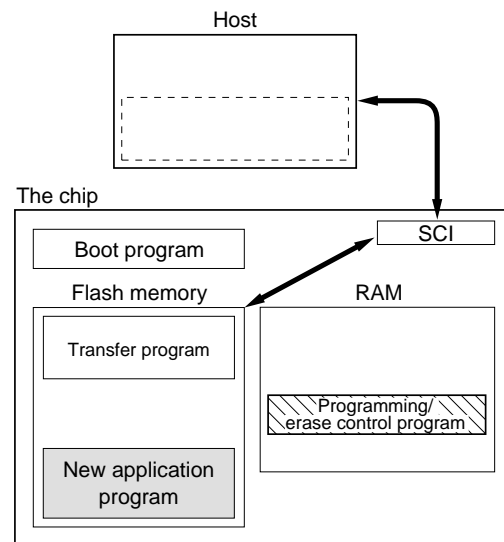 Host
The chip
SCI
Boot program
Flash memory
RAM
Transfer program
Programming/
erase control program
New application
program